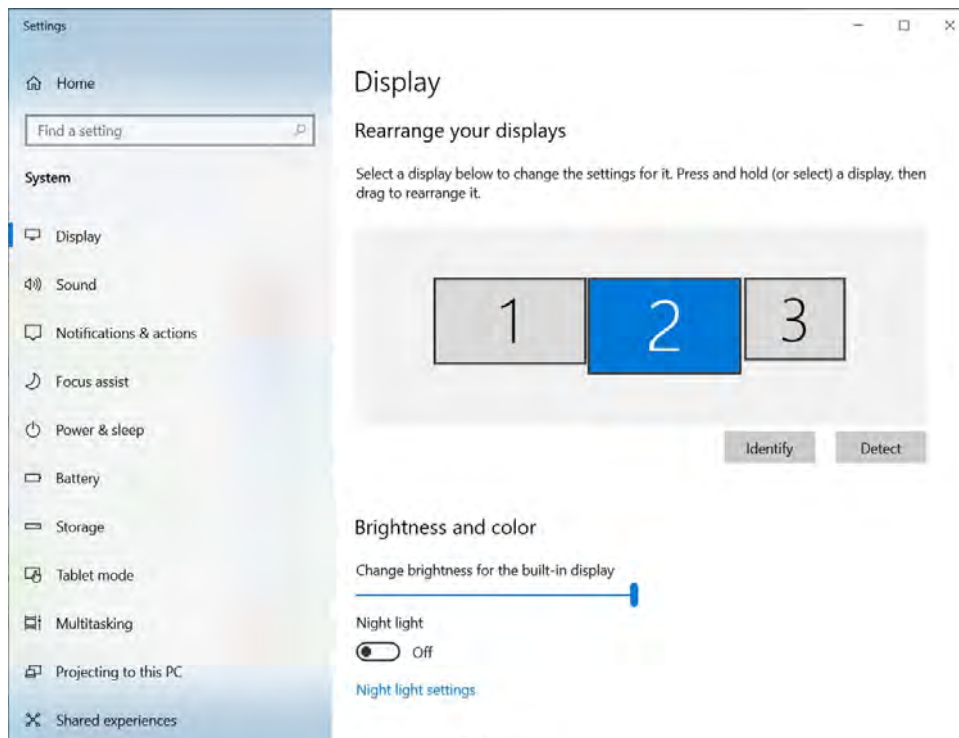 Settings
Home
Find a setting
System
Display
Sound
Notifications & actions
Focus assist
Power & sleep
Battery
Storage
Tablet mode
Multitasking
Projecting to this PC
Shared experiences
Display
Rearrange your displays
Select a display below to change the settings for it. Press and hold (or select) a display, then
drag to rearrange it.
1 2 3
Identify Detect
Brightness and color
Change brightness for the built-in display
Night light
Off
Night light settings